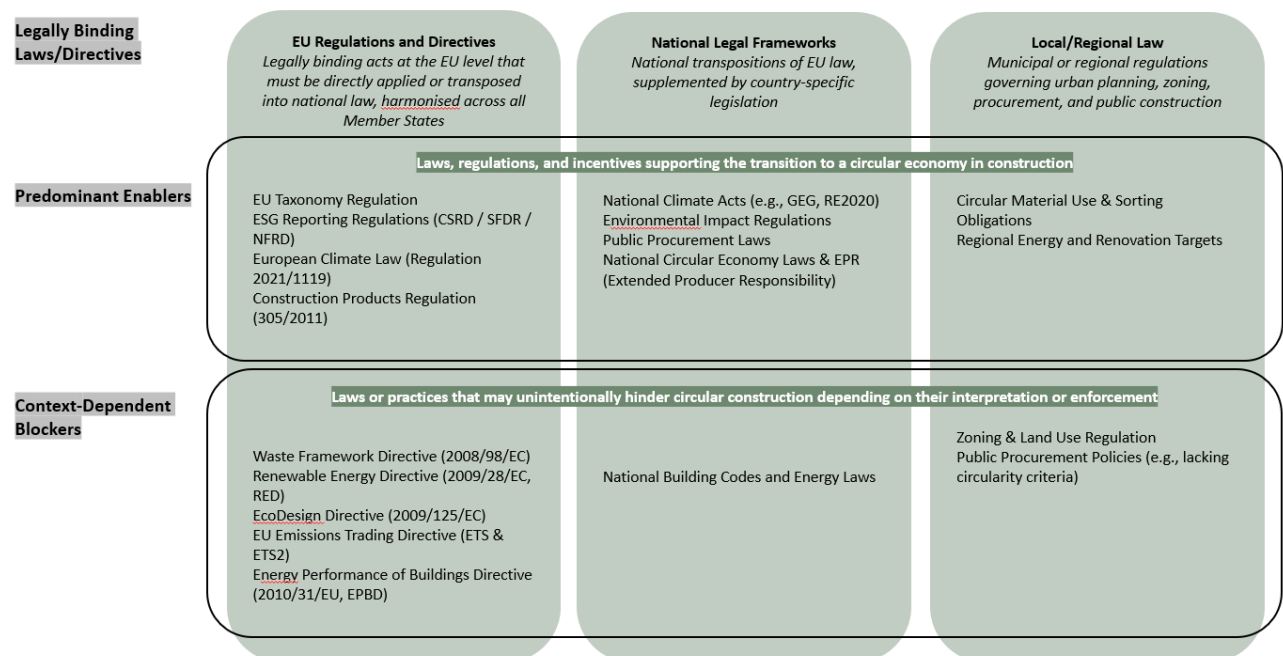 Legally Binding
Laws/Directives
EU Regulations and Directives
Legally binding acts at the EU level that
must be directly applied or transposed
into national law, harmonised across all
Member States
National Legal Frameworks
National transpositions of EU law,
supplemented by country-specific
legislation
Local/Regional Law
Municipal or regional regulations
governing urban planning, zoning,
procurement, and public construction
Predominant Enablers
Laws, regulations, and incentives supporting the transition to a circular economy in construction
EU Taxonomy Regulation
ESG Reporting Regulations (CSRD / SFDR /
NFRD)
European Climate Law (Regulation
2021/1119)
Construction Products Regulation
(305/2011)
National Climate Acts (e.g., GEG, RE2020)
Environmental Impact Regulations
Public Procurement Laws
National Circular Economy Laws & EPR
(Extended Producer Responsibility)
Circular Material Use & Sorting
Obligations
Regional Energy and Renovation Targets
Context-Dependent
Blockers
Laws or practices that may unintentionally hinder circular construction depending on their interpretation or enforcement
Waste Framework Directive (2008/98/EC)
Renewable Energy Directive (2009/28/EC,
RED)
EcoDesign Directive (2009/125/EC)
EU Emissions Trading Directive (ETS &
ETS2)
Energy Performance of Buildings Directive
(2010/31/EU, EPBD)
National Building Codes and Energy Laws
Zoning & Land Use Regulation
Public Procurement Policies (e.g., lacking
circularity criteria)